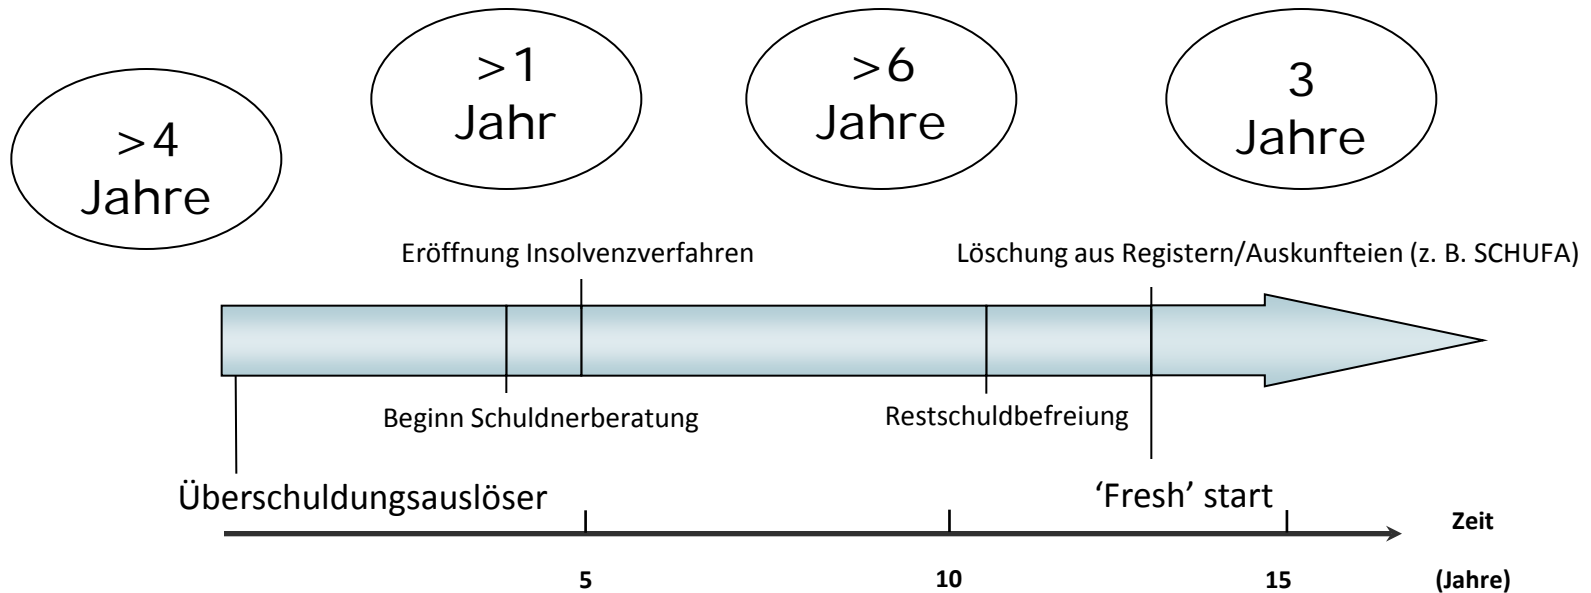 >4
Jahre
>1
Jahr
>6
Jahre
3
Jahre
Eröffnung Insolvenzverfahren
Löschung aus Registern/Auskunfteien (z. B. SCHUFA)
Beginn Schuldnerberatung
Restschuldbefreiung
Überschuldungsauslöser
‘Fresh’ start
Zeit
5
10
15
(Jahre)